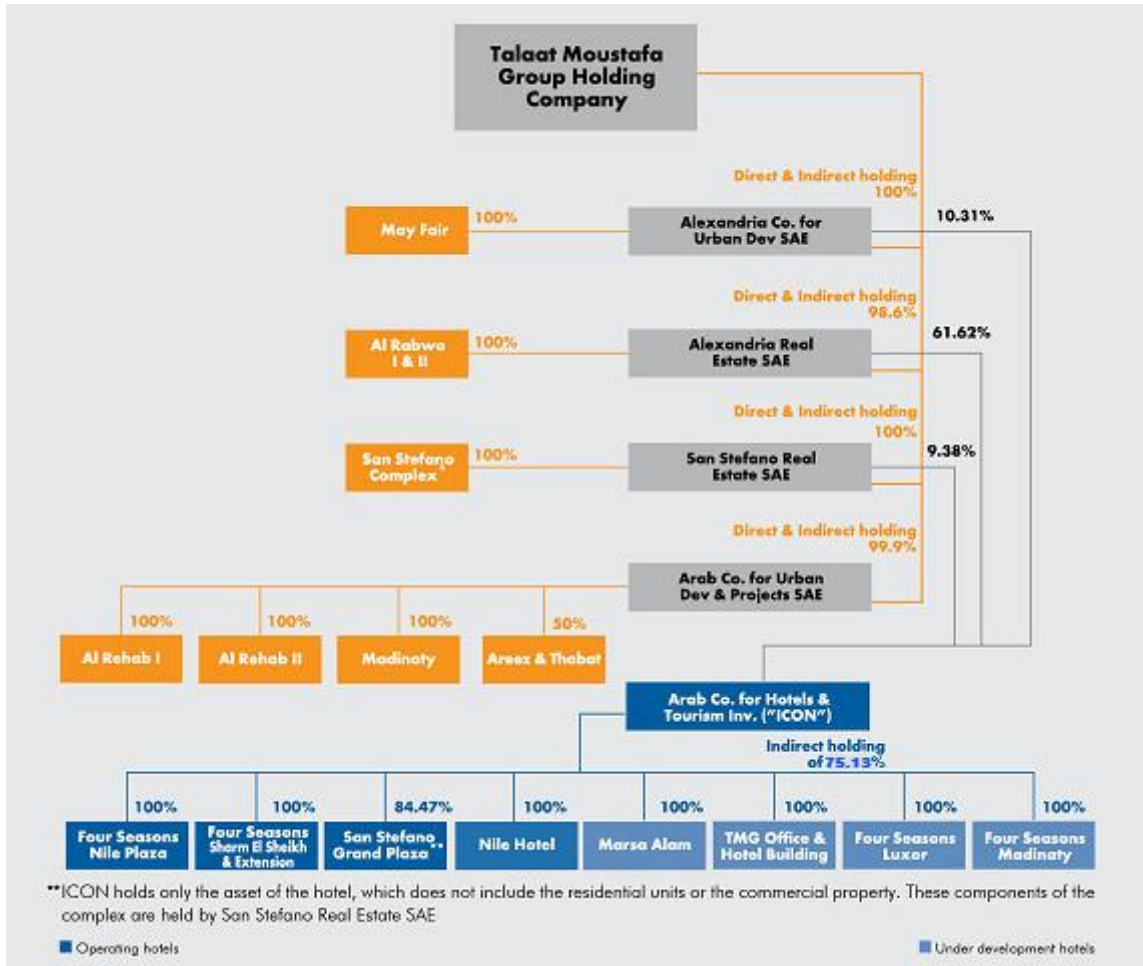 Talaat Moustafa
Group Holding
Company
Direct & Indirect holding
100%
10.31%
May Fair
100%
Alexandria Co. for
Urban Dev SAE
Direct & Indirect holding
98.6%
61.62%
Al Rabwa
I & II
100%
Alexandria Real
Estate SAE
Direct & Indirect holding
100%
9.38%
San Stefano
Complex*
100%
San Stefano Real
Estate SAE
Direct & Indirect holding
99.9%
Arab Co. for Urban
Dev & Projects SAE
100%
100%
100%
50%
Al Rehab I
Al Rehab II
Madinaty
Areez & Thabat
Arab Co. for Hotels &
Tourism Inv. ("ICON")
Indirect holding
of 75.13%
100%
100%
84.47%
100%
100%
100%
100%
100%
Four Seasons
Nile Plaza
Four Seasons
Sharm El Sheikh
& Extension
San Stefano
Grand Plaza**
Nile Hotel
Marsa Alam
TMG Office &
Hotel Building
Four Seasons
Luxor
Four Seasons
Madinaty
**ICON holds only the asset of the hotel, which does not include the residential units or the commercial property. These components of the
complex are held by San Stefano Real Estate SAE
Operating hotels
Under development hotels